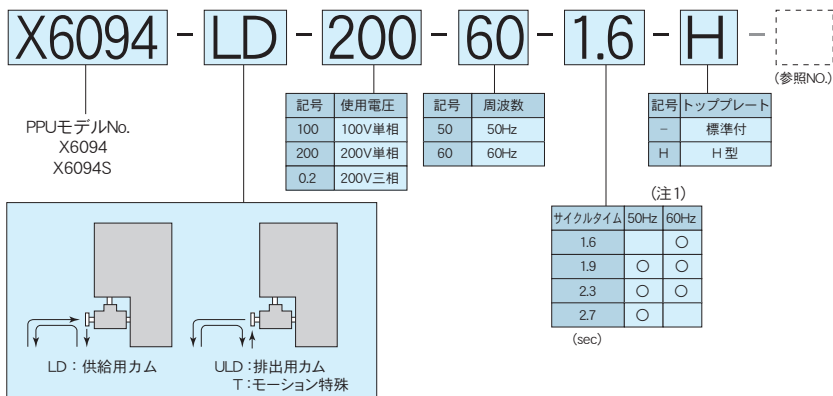 X6094 - LD - 200 - 60 - 1.6 - H -
(参照NO.)
PPUモデルNo.
X6094
X6094S
記号 使用電圧
100 100V単相
200 200V単相
0.2 200V三相
記号 周波数
50 50Hz
60 60Hz
記号 トッププレート
− 標準付
H H型
(注1)
サイクルタイム 50Hz 60Hz
1.6 ○
1.9 ○ ○
2.3 ○ ○
2.7 ○
(sec)
LD：供給用カム
ULD：排出用カム
T：モーション特殊